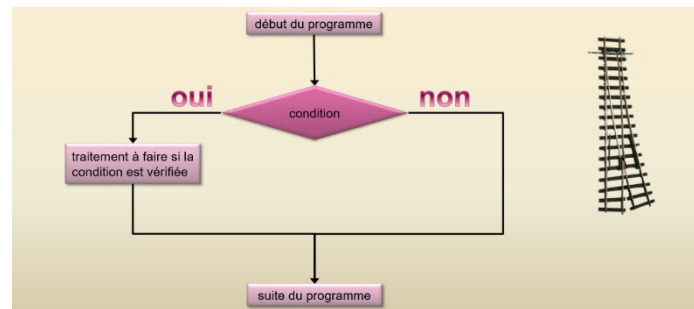 début du programme
oui
non
condition
traitement à faire si la
condition est vérifiée
suite du programme